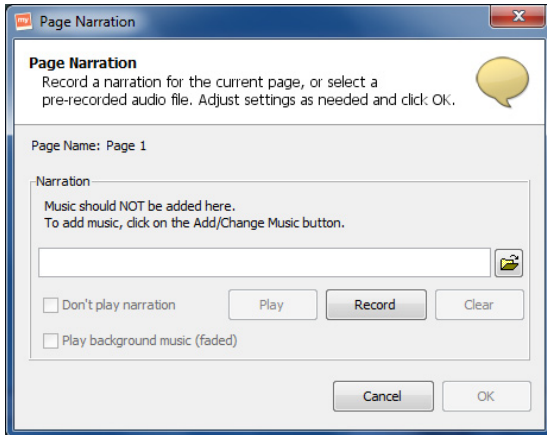 my Page Narration
Page Narration
Record a narration for the current page, or select a
pre-recorded audio file. Adjust settings as needed and click OK.
Page Name: Page 1
Narration
Music should NOT be added here.
To add music, click on the Add/Change Music button.
Don't play narration Play Record Clear
Play background music (faded)
Cancel OK